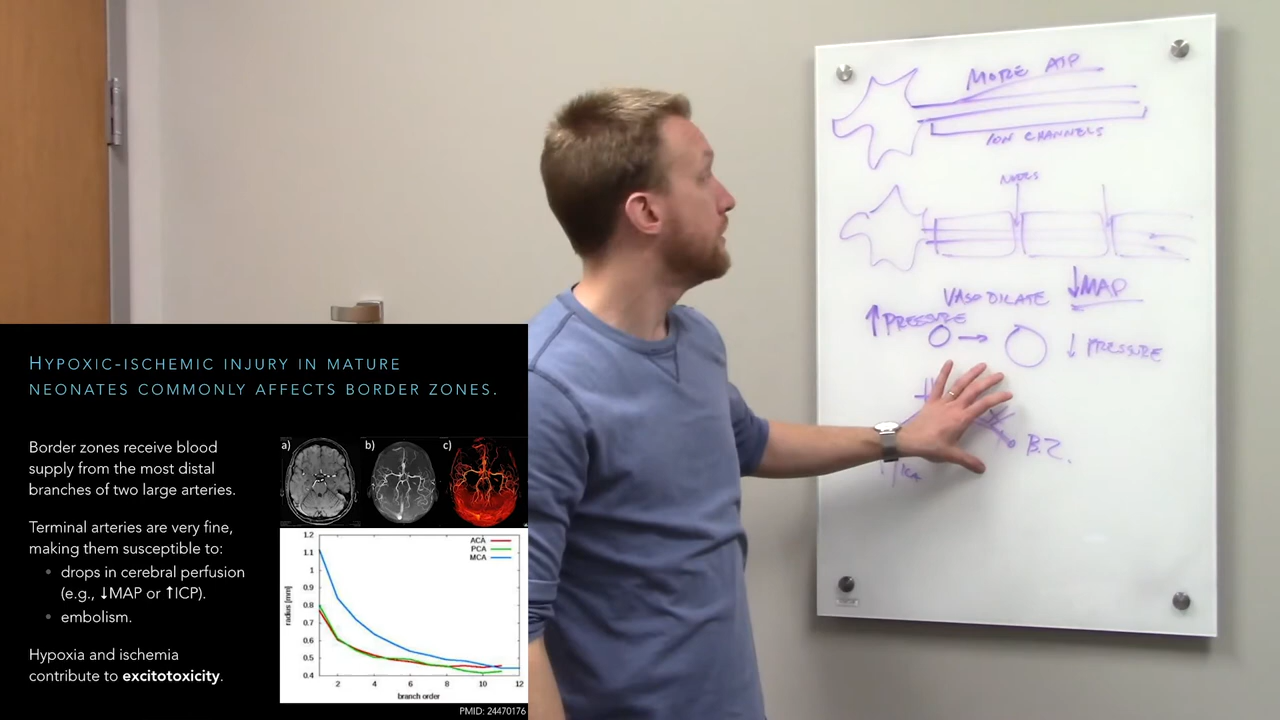 HYPOXIC-ISCHEMIC INJURY IN MATURE
NEONATES COMMONLY AFFECTS BORDER ZONES.
Border zones receive blood
supply from the most distal
branches of two large arteries.
Terminal arteries are very fine,
making them susceptible to:
• drops in cerebral perfusion
(e.g., ↓MAP or ↑ICP).
• embolism.
Hypoxia and ischemia
contribute to excitotoxicity.
a) b) c)
1.2
1.1
1
0.9
0.8
0.7
0.6
0.5
0.4
radius [mm]
ACA
PCA
MCA
2 4 6 8 10 12
branch order
PMID: 24470176
MORE ATP
ION CHANNELS
NODES
VASODILATE ↓MAP
↑PRESSURE
→ ↓ PRESSURE
B.Z.
ICA